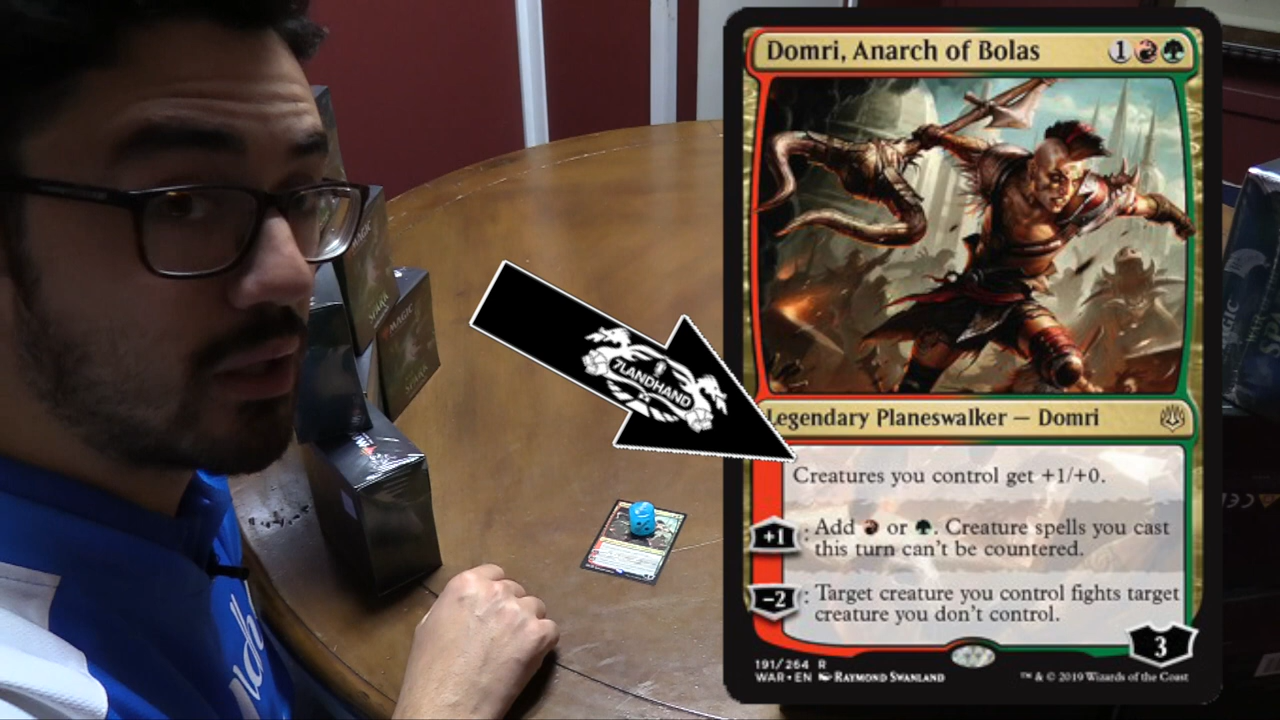 Domri, Anarch of Bolas 1
Legendary Planeswalker — Domri
Creatures you control get +1/+0.
+1: Add or . Creature spells you cast
this turn can't be countered.
−2: Target creature you control fights target
creature you don't control.
3
191/264 R
WAR • EN RAYMOND SWANLAND
™ & © 2019 Wizards of the Coast
7LANDHAND
MAGIC